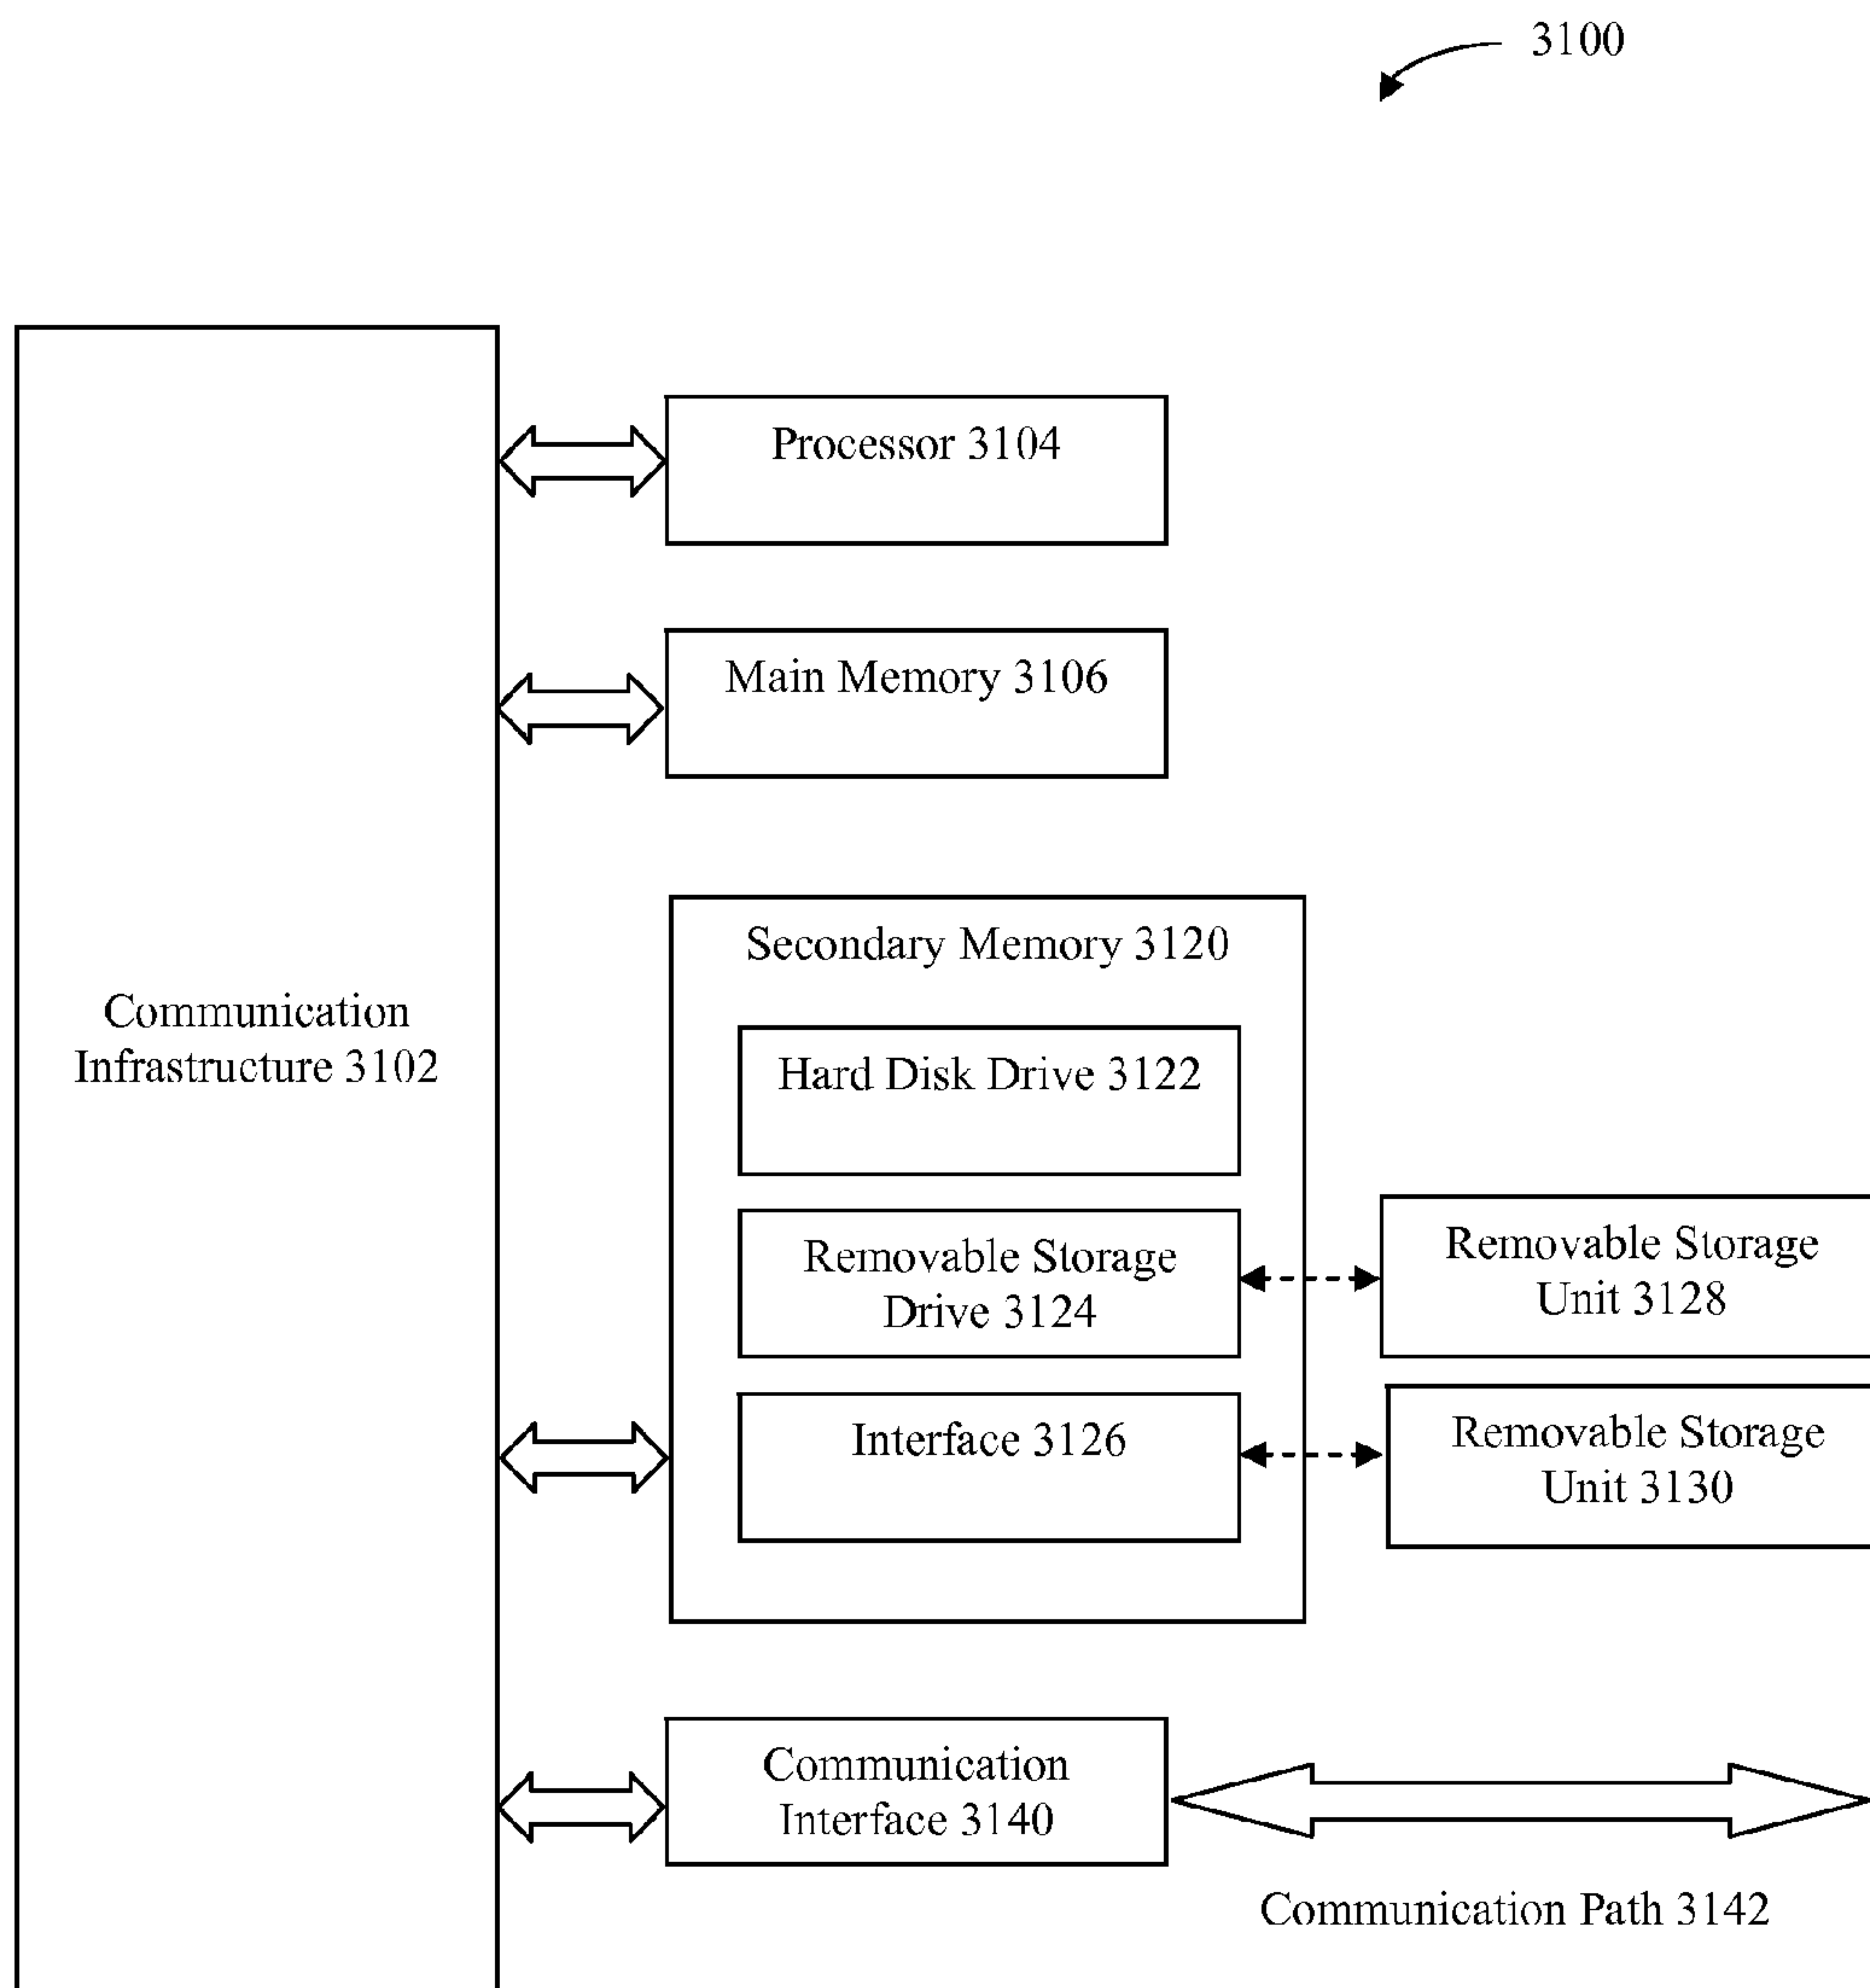 3100
Processor 3104
Main Memory 3106
Secondary Memory 3120
Communication
Infrastructure 3102
Hard Disk Drive 3122
Removable Storage
Drive 3124
Removable Storage
Unit 3128
Interface 3126
Removable Storage
Unit 3130
Communication
Interface 3140
Communication Path 3142